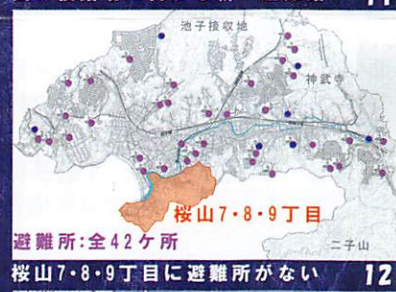 池子接収地
神武寺
桜山7・8・9丁目
避難所:全42ケ所
二子山
桜山7・8・9丁目に避難所がない 12